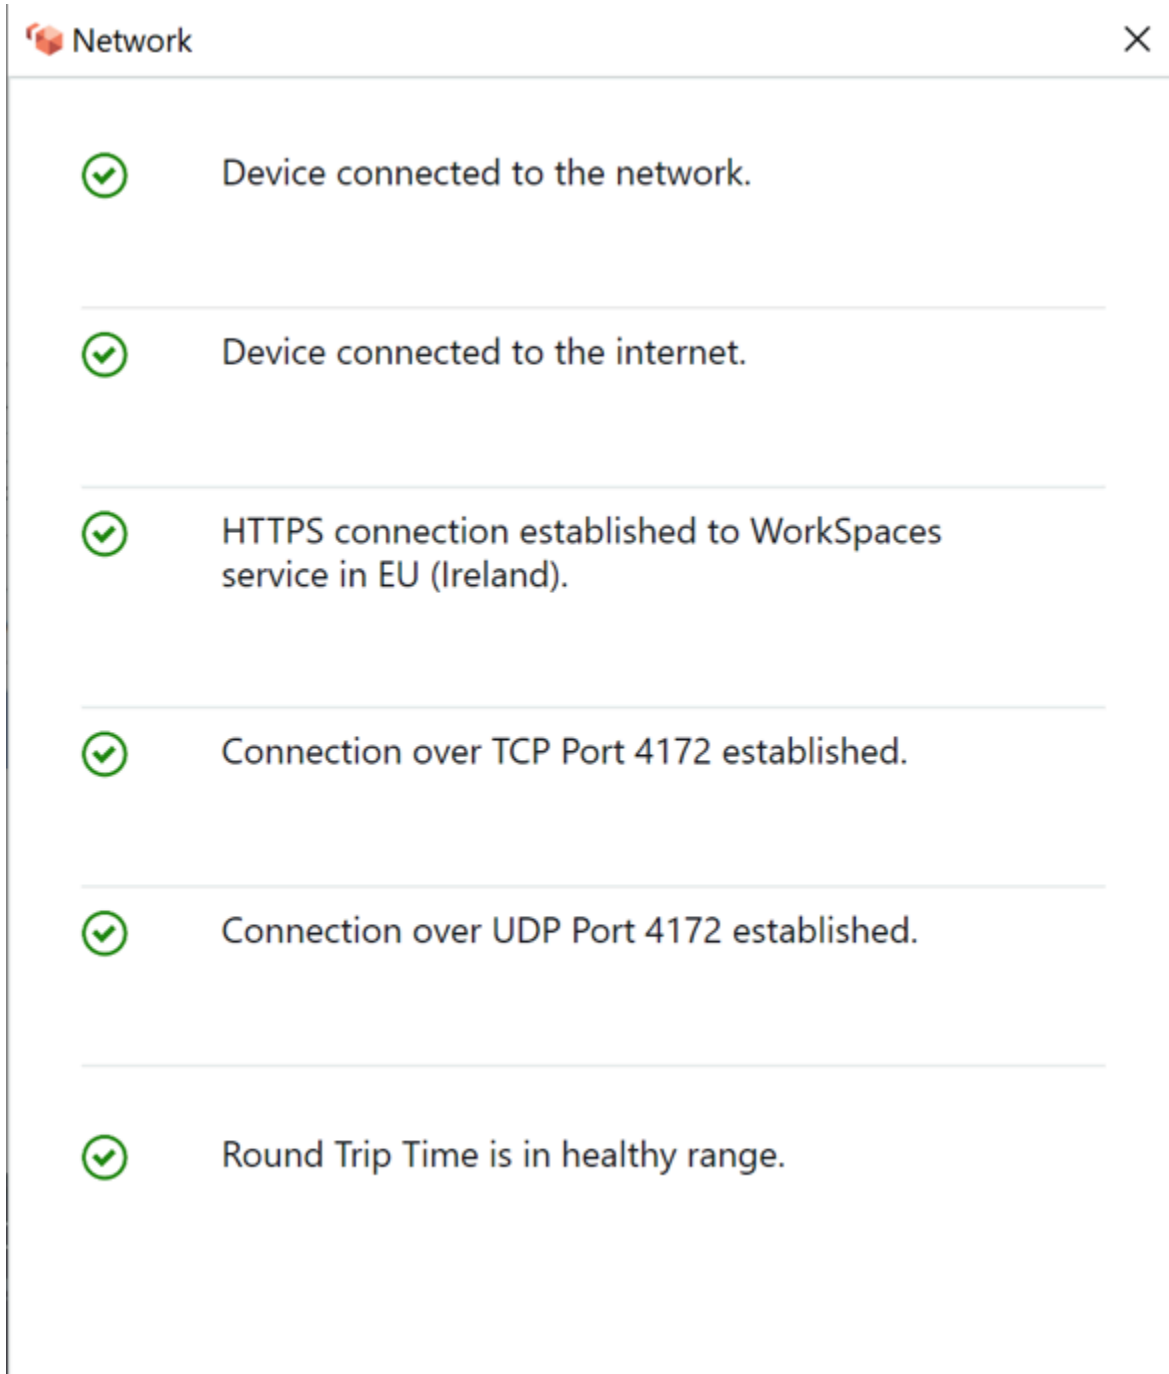 Network
Device connected to the network.
Device connected to the internet.
HTTPS connection established to WorkSpaces
service in EU (Ireland).
Connection over TCP Port 4172 established.
Connection over UDP Port 4172 established.
Round Trip Time is in healthy range.